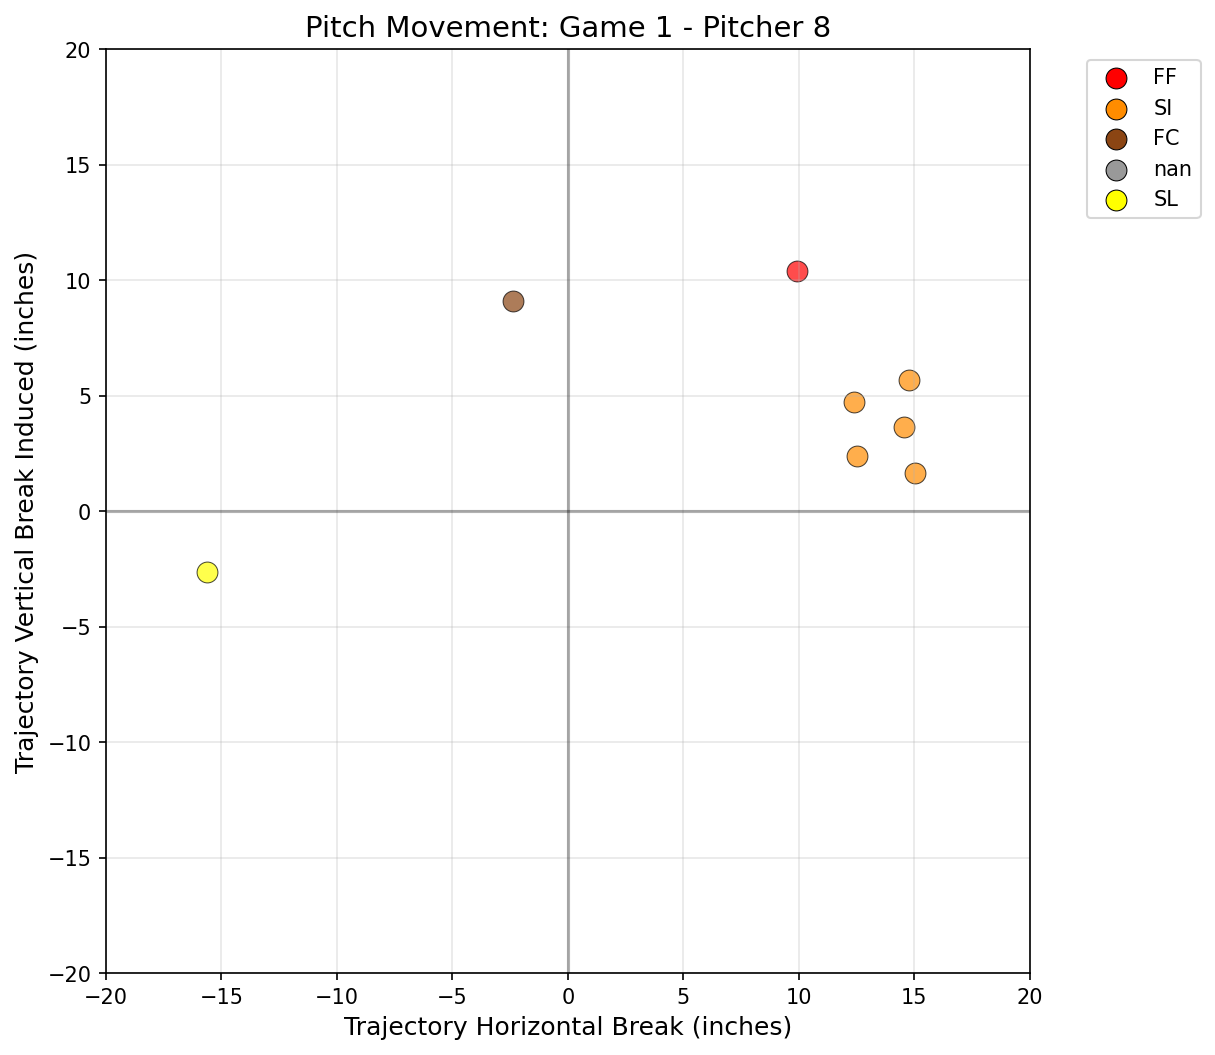 Pitch Movement: Game 1 - Pitcher 8
20
15
10
5
0
−5
−10
−15
−20
Trajectory Vertical Break Induced (inches)
−20
−15
−10
−5
0
5
10
15
20
Trajectory Horizontal Break (inches)
FF
SI
FC
nan
SL